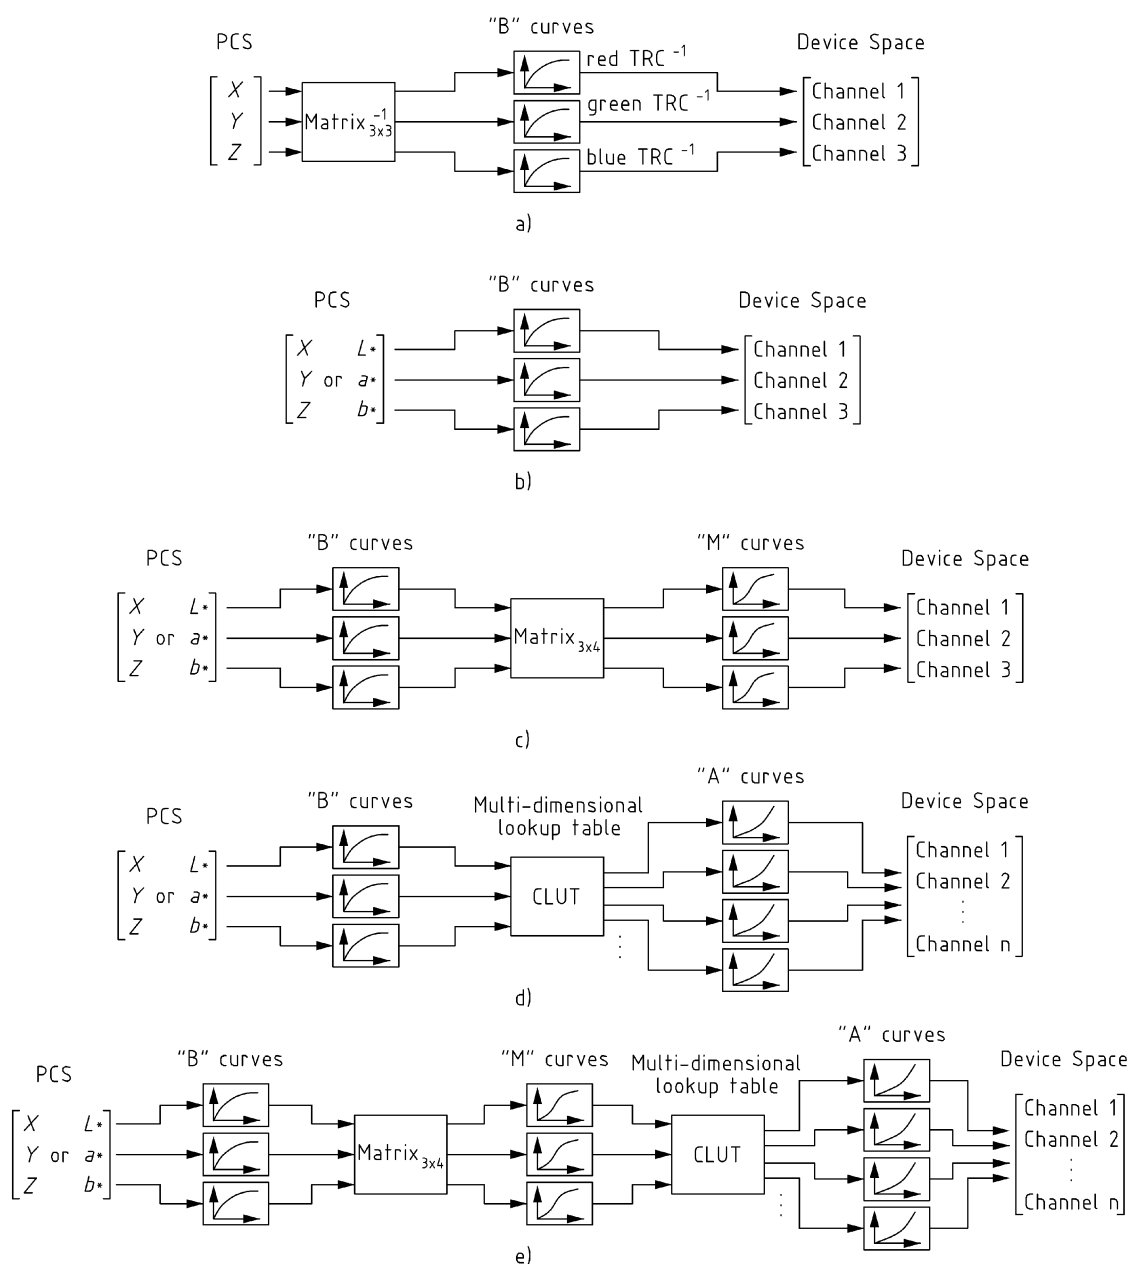 "B" curves
PCS
Device Space
red TRC⁻¹
X
Channel 1
green TRC⁻¹
Y
Matrix⁻¹₃ₓ₃
Channel 2
Z
blue TRC⁻¹
Channel 3
a)
"B" curves
PCS
Device Space
X L*
Channel 1
Y or a*
Channel 2
Z b*
Channel 3
b)
"B" curves
"M" curves
PCS
Device Space
X L*
Channel 1
Y or a*
Matrix₃ₓ₄
Channel 2
Z b*
Channel 3
c)
"A" curves
"B" curves
Multi-dimensional
lookup table
Device Space
PCS
X L*
Channel 1
Y or a*
CLUT
Channel 2
Z b*
Channel n
d)
"A" curves
"B" curves
"M" curves
Multi-dimensional
lookup table
Device Space
PCS
X L*
Channel 1
Y or a*
Matrix₃ₓ₄
CLUT
Channel 2
Z b*
Channel n
e)